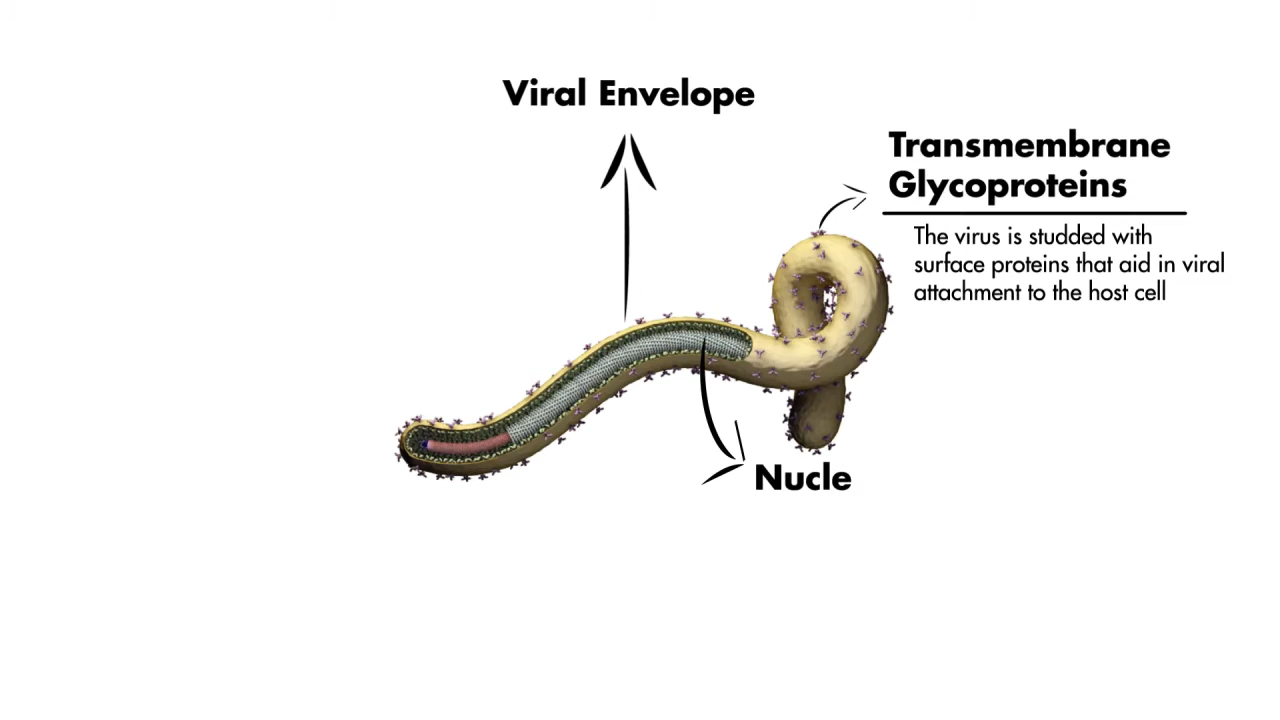 Viral Envelope
Transmembrane
Glycoproteins
The virus is studded with
surface proteins that aid in viral
attachment to the host cell
Nucle